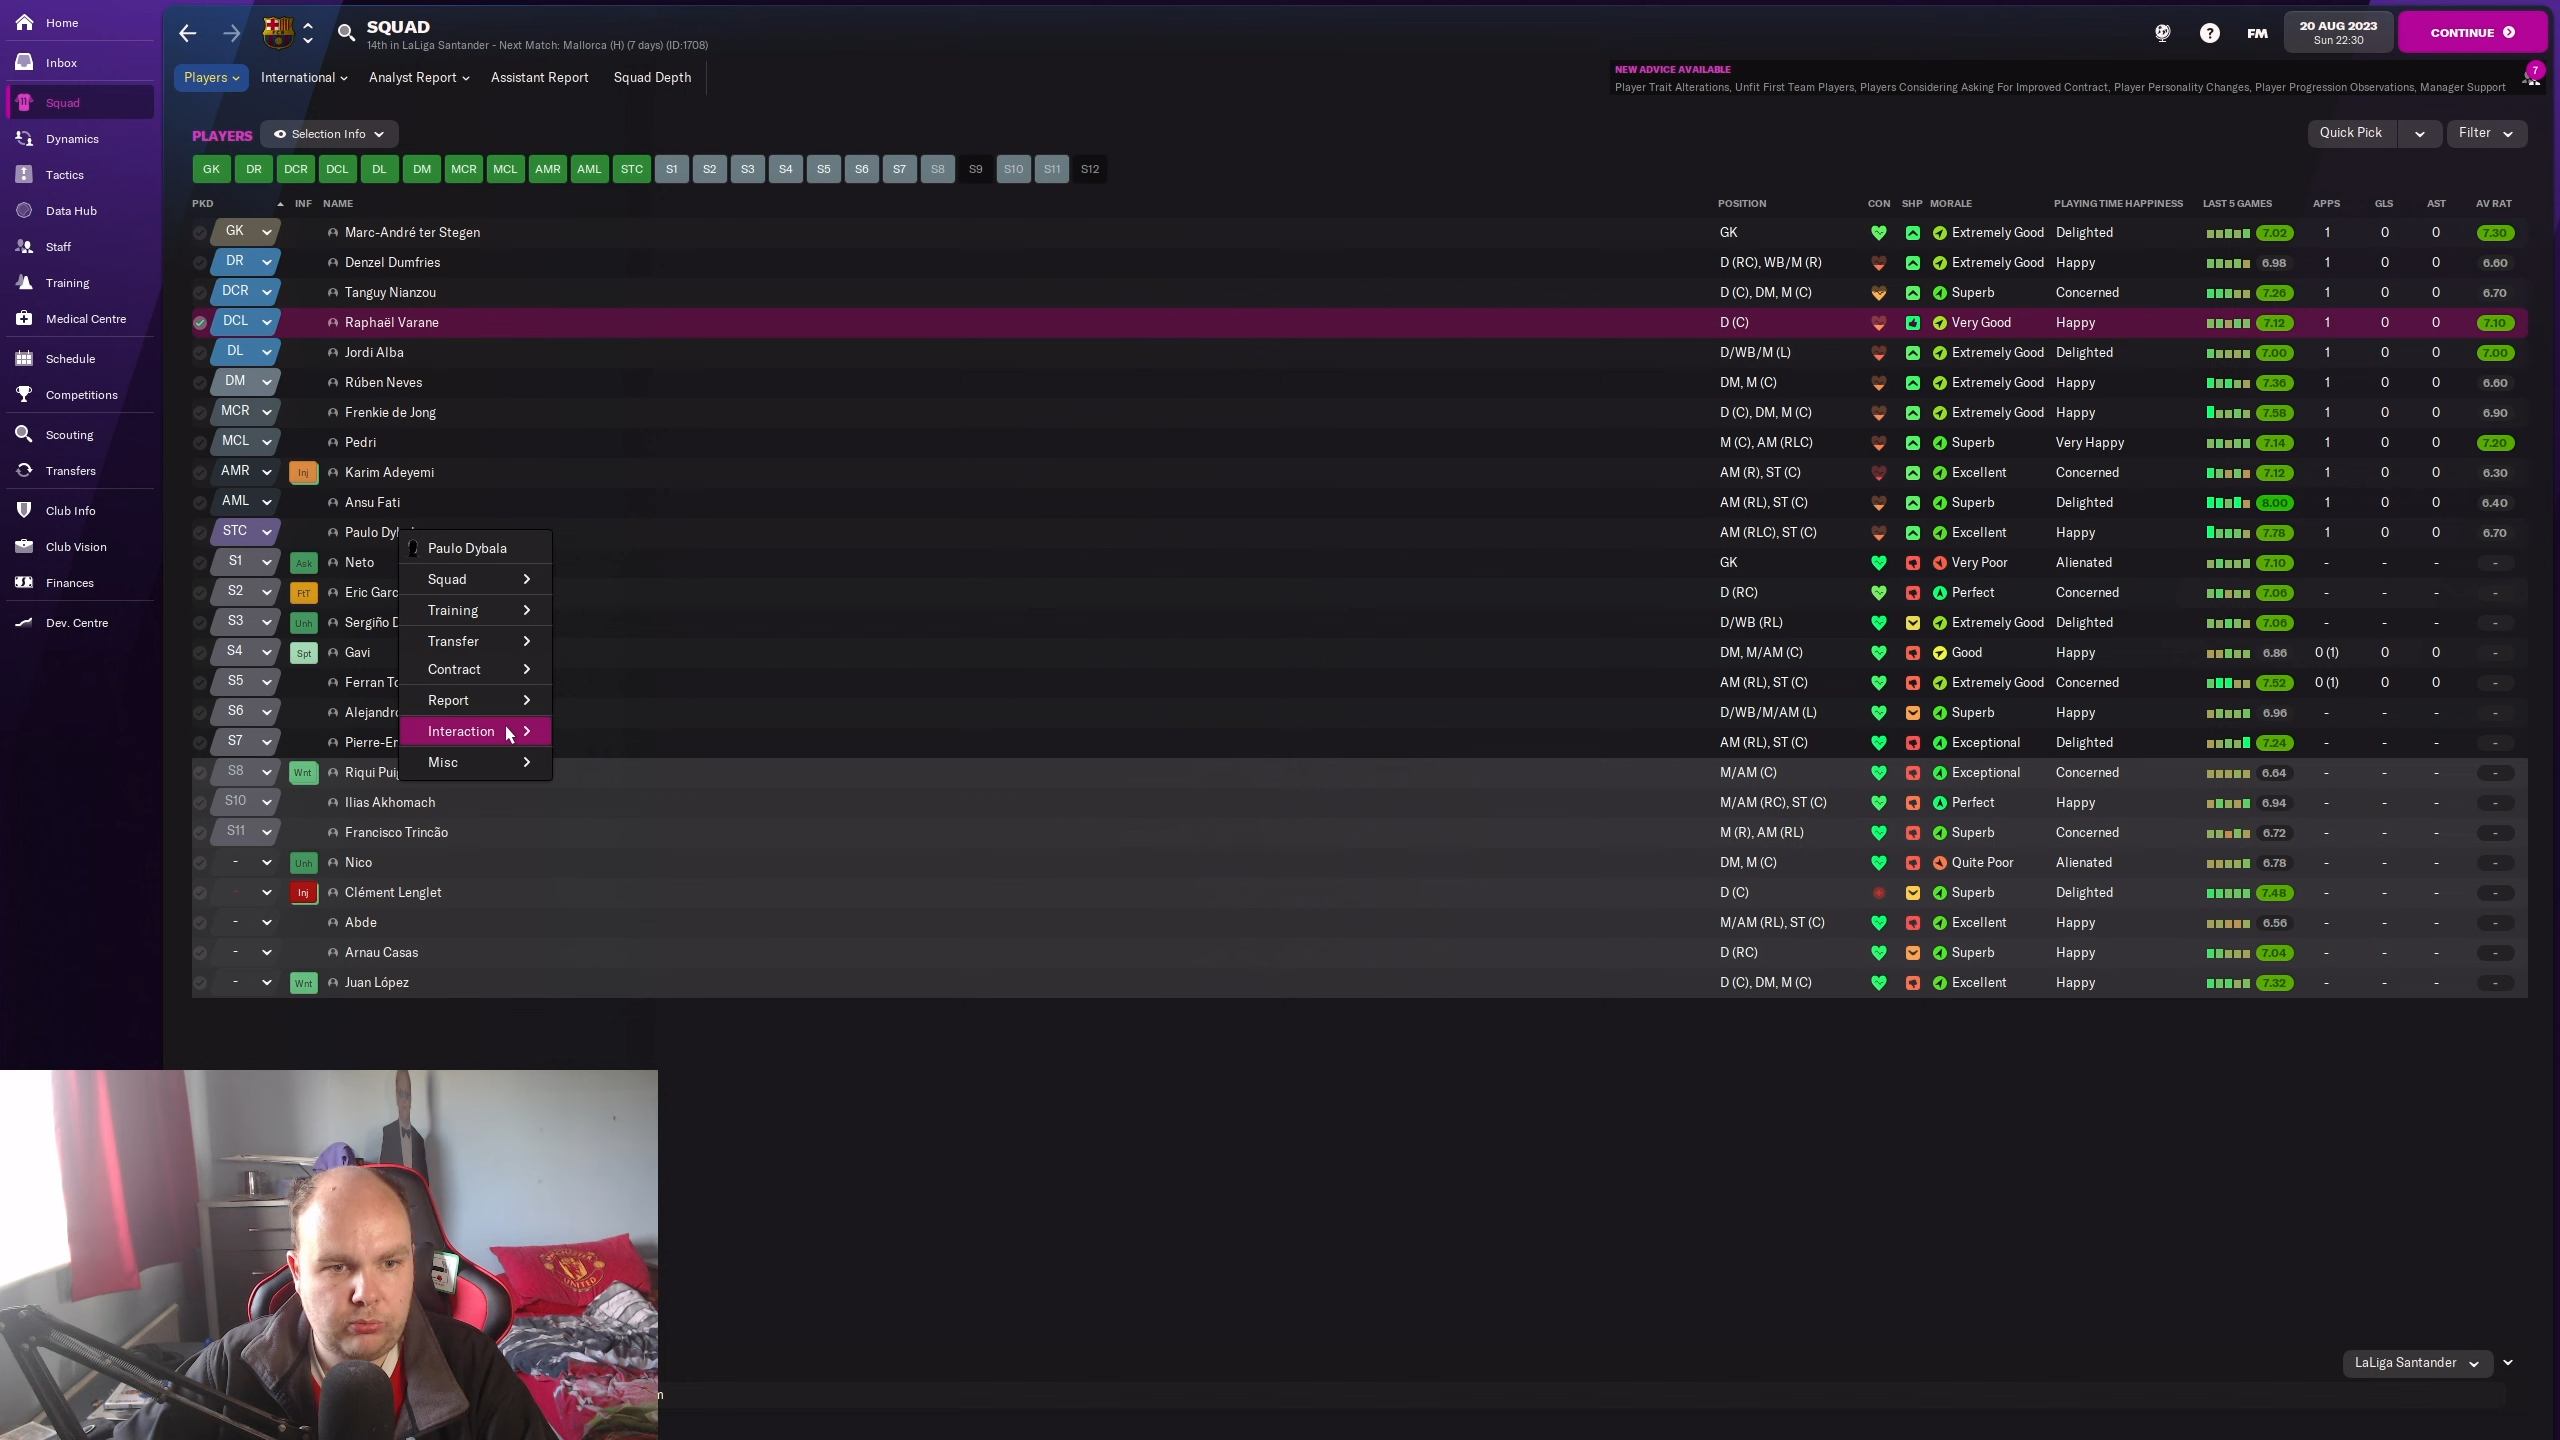 Home
Inbox
Squad
Dynamics
Tactics
Data Hub
Staff
Training
Medical Centre
Schedule
Competitions
Scouting
Transfers
Club Info
Club Vision
Finances
Dev. Centre
SQUAD
14th in LaLiga Santander - Next Match: Mallorca (H) (7 days) (ID:1708)
FM 20 AUG 2023 Sun 22:30 CONTINUE
Players International Analyst Report Assistant Report Squad Depth
NEW ADVICE AVAILABLE
Player Trait Alterations, Unfit First Team Players, Players Considering Asking For Improved Contract, Player Personality Changes, Player Progression Observations, Manager Support
7
PLAYERS Selection Info Quick Pick Filter
GK DR DCR DCL DL DM MCR MCL AMR AML STC S1 S2 S3 S4 S5 S6 S7 S8 S9 S10 S11 S12
PKD INF NAME POSITION CON SHP MORALE PLAYING TIME HAPPINESS LAST 5 GAMES APPS GLS AST AV RAT
GK Marc-André ter Stegen GK Extremely Good Delighted 7.02 1 0 0 7.30
DR Denzel Dumfries D (RC), WB/M (R) Extremely Good Happy 6.98 1 0 0 6.60
DCR Tanguy Nianzou D (C), DM, M (C) Superb Concerned 7.26 1 0 0 6.70
DCL Raphaël Varane D (C) Very Good Happy 7.12 1 0 0 7.10
DL Jordi Alba D/WB/M (L) Extremely Good Delighted 7.00 1 0 0 7.00
DM Rúben Neves DM, M (C) Extremely Good Happy 7.36 1 0 0 6.60
MCR Frenkie de Jong D (C), DM, M (C) Extremely Good Happy 7.58 1 0 0 6.90
MCL Pedri M (C), AM (RLC) Superb Very Happy 7.14 1 0 0 7.20
AMR Inj Karim Adeyemi AM (R), ST (C) Excellent Concerned 7.12 1 0 0 6.30
AML Ansu Fati AM (RL), ST (C) Superb Delighted 8.00 1 0 0 6.40
STC Paulo AM (RLC), ST (C) Excellent Happy 7.78 1 0 0 6.70
S1 Ask Neto GK Very Poor Alienated 7.10 - - - -
S2 FtT Eric Garc D (RC) Perfect Concerned 7.06 - - - -
S3 Unh Sergiño D D/WB (RL) Extremely Good Delighted 7.06 - - - -
S4 Spt Gavi DM, M/AM (C) Good Happy 6.86 0 (1) 0 0 -
S5 Ferran To AM (RL), ST (C) Extremely Good Concerned 7.52 0 (1) 0 0 -
S6 Alejandro D/WB/M/AM (L) Superb Happy 6.96 - - - -
S7 Pierre-Em AM (RL), ST (C) Exceptional Delighted 7.24 - - - -
S8 Wnt Riqui Puig M/AM (C) Exceptional Concerned 6.64 - - - -
S10 Ilias Akhomach M/AM (RC), ST (C) Perfect Happy 6.94 - - - -
S11 Francisco Trincão M (R), AM (RL) Superb Concerned 6.72 - - - -
- Unh Nico DM, M (C) Quite Poor Alienated 6.78 - - - -
- Inj Clément Lenglet D (C) Superb Delighted 7.48 - - - -
- Abde M/AM (RL), ST (C) Excellent Happy 6.56 - - - -
- Arnau Casas D (RC) Superb Happy 7.04 - - - -
- Wnt Juan López D (C), DM, M (C) Excellent Happy 7.32 - - - -
Paulo Dybala
Squad
Training
Transfer
Contract
Report
Interaction
Misc
MANCHESTER
UNITED
LaLiga Santander